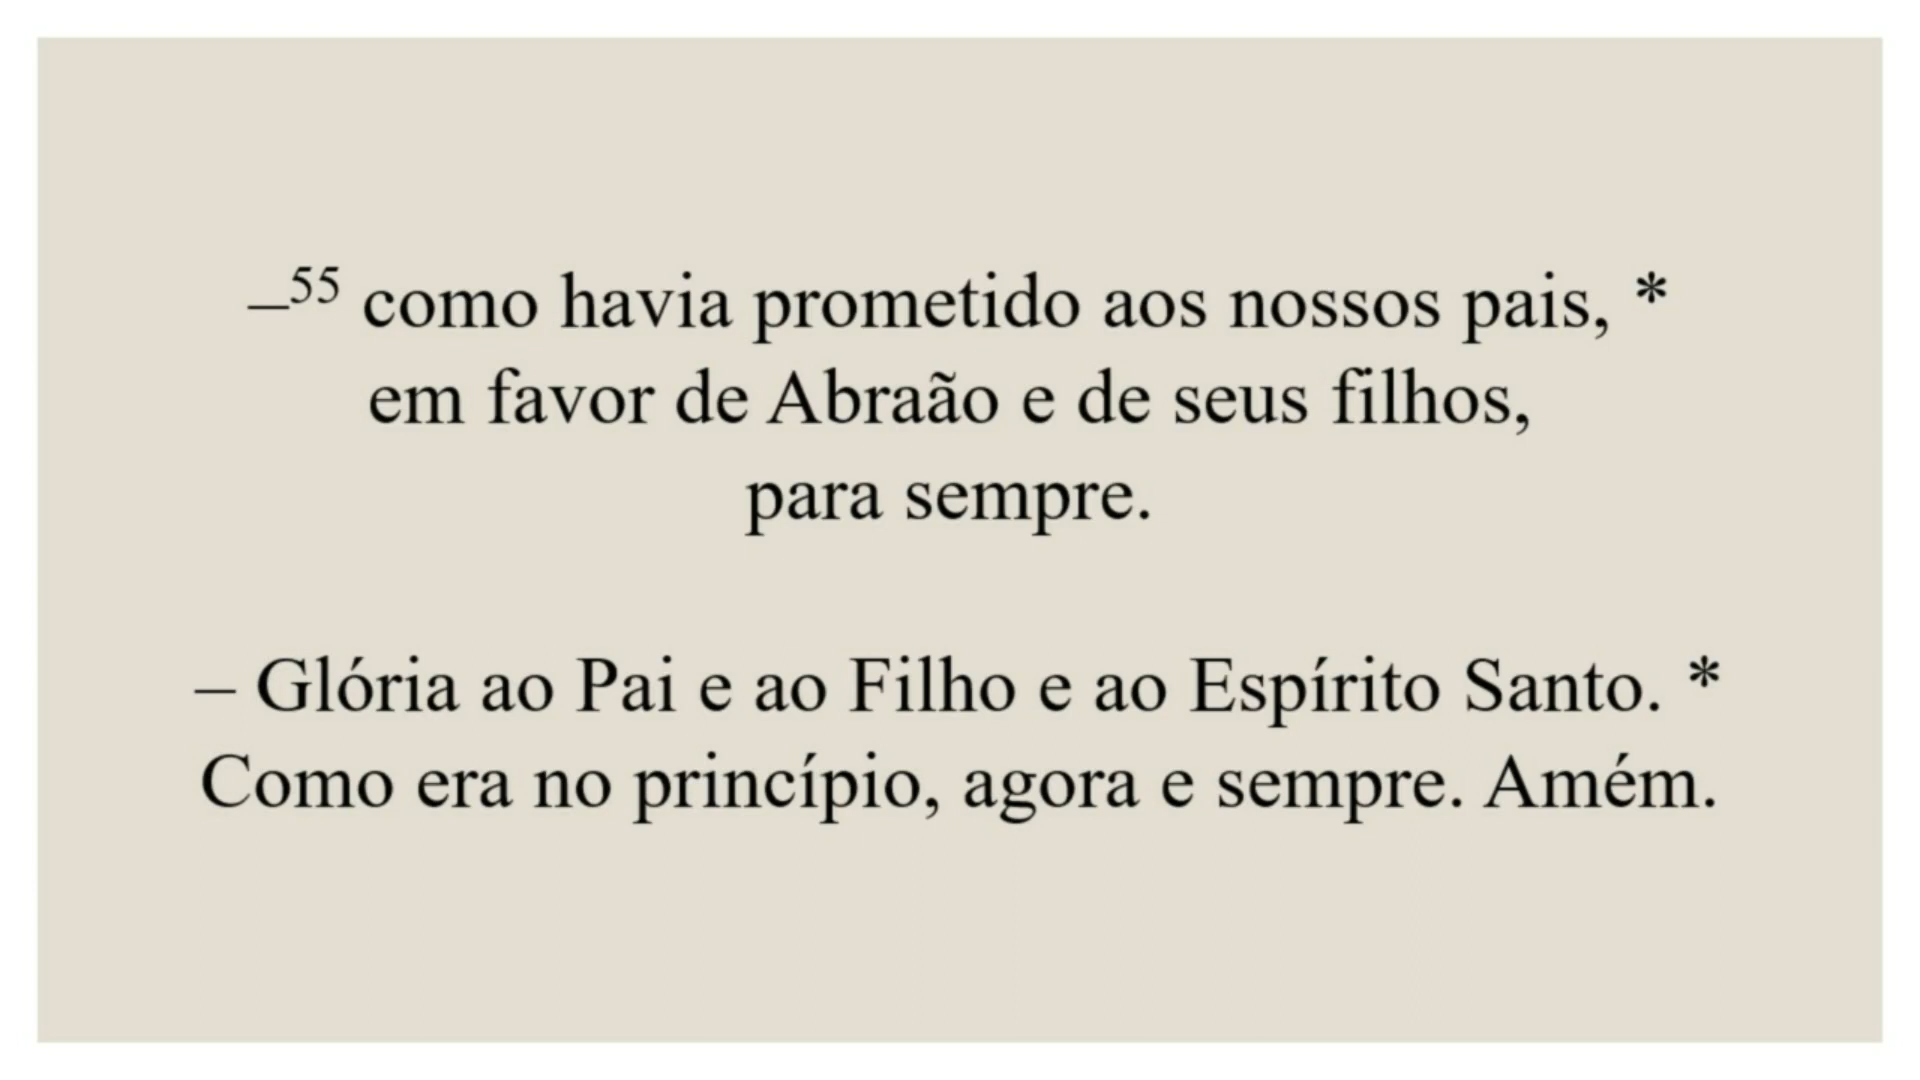 –⁵⁵ como havia prometido aos nossos pais, *
em favor de Abraão e de seus filhos,
para sempre.
– Glória ao Pai e ao Filho e ao Espírito Santo. *
Como era no princípio, agora e sempre. Amém.